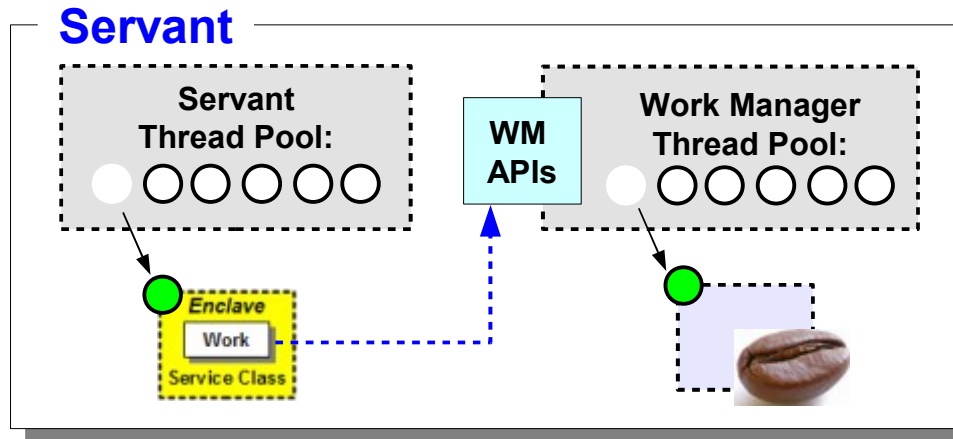 Servant
Servant
Thread Pool:
WM
APIs
Work Manager
Thread Pool:
Enclave
Work
Service Class